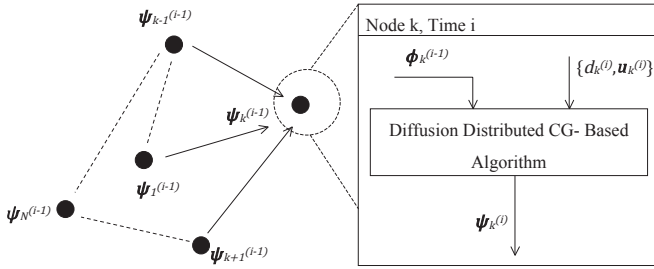 ψk-1(i-1)
ψk(i-1)
ψ1(i-1)
ψN(i-1)
ψk+1(i-1)
Node k, Time i
ϕk(i-1)
{dk(i),uk(i)}
Diffusion Distributed CG- Based
Algorithm
ψk(i)